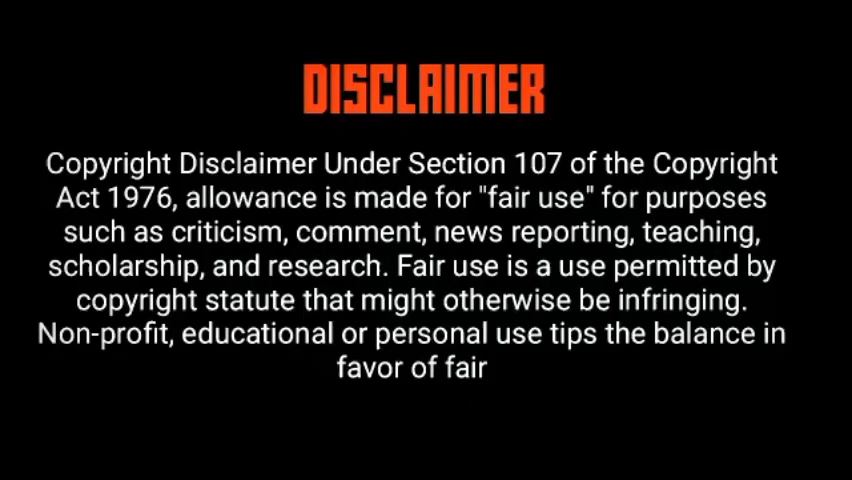 DISCLAIMER
Copyright Disclaimer Under Section 107 of the Copyright
Act 1976, allowance is made for "fair use" for purposes
such as criticism, comment, news reporting, teaching,
scholarship, and research. Fair use is a use permitted by
copyright statute that might otherwise be infringing.
Non-profit, educational or personal use tips the balance in
favor of fair